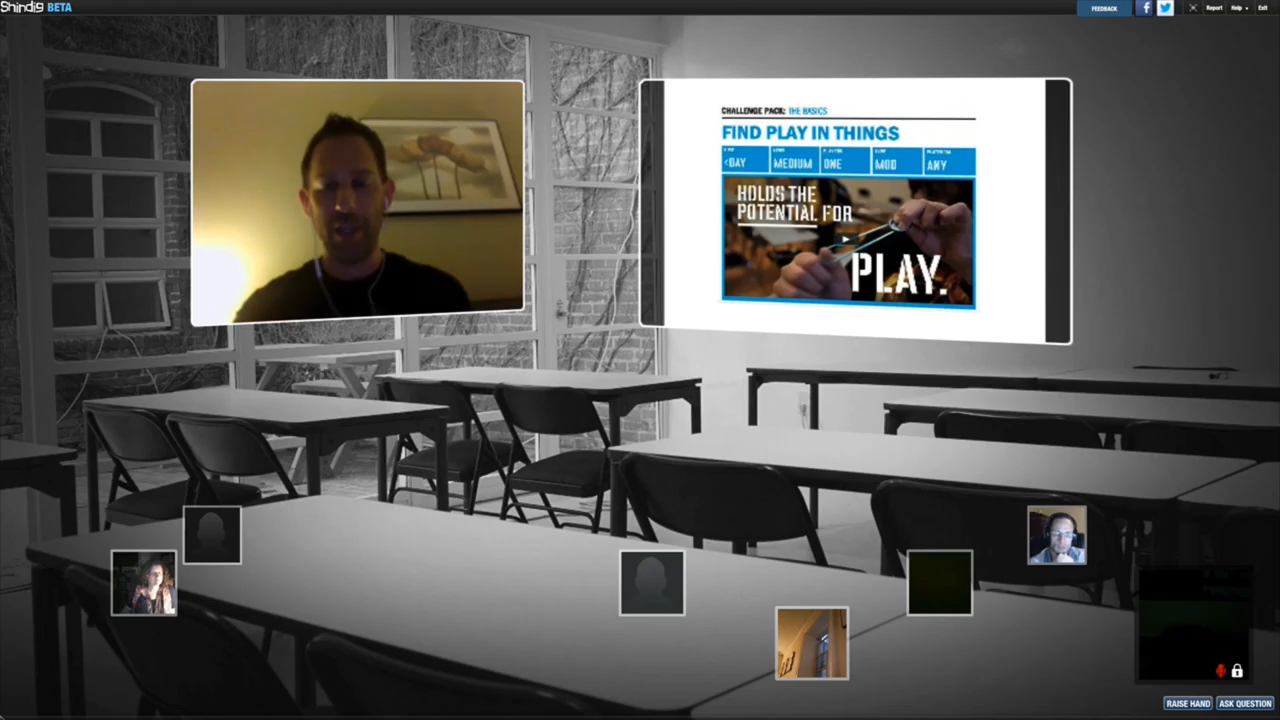 Shindig BETA
FEEDBACK
Report
Help
Exit
CHALLENGE PACK: THE BASICS
FIND PLAY IN THINGS
<DAY
MEDIUM
ONE
MOD
ANY
HOLDS THE
POTENTIAL FOR
PLAY.
RAISE HAND
ASK QUESTION